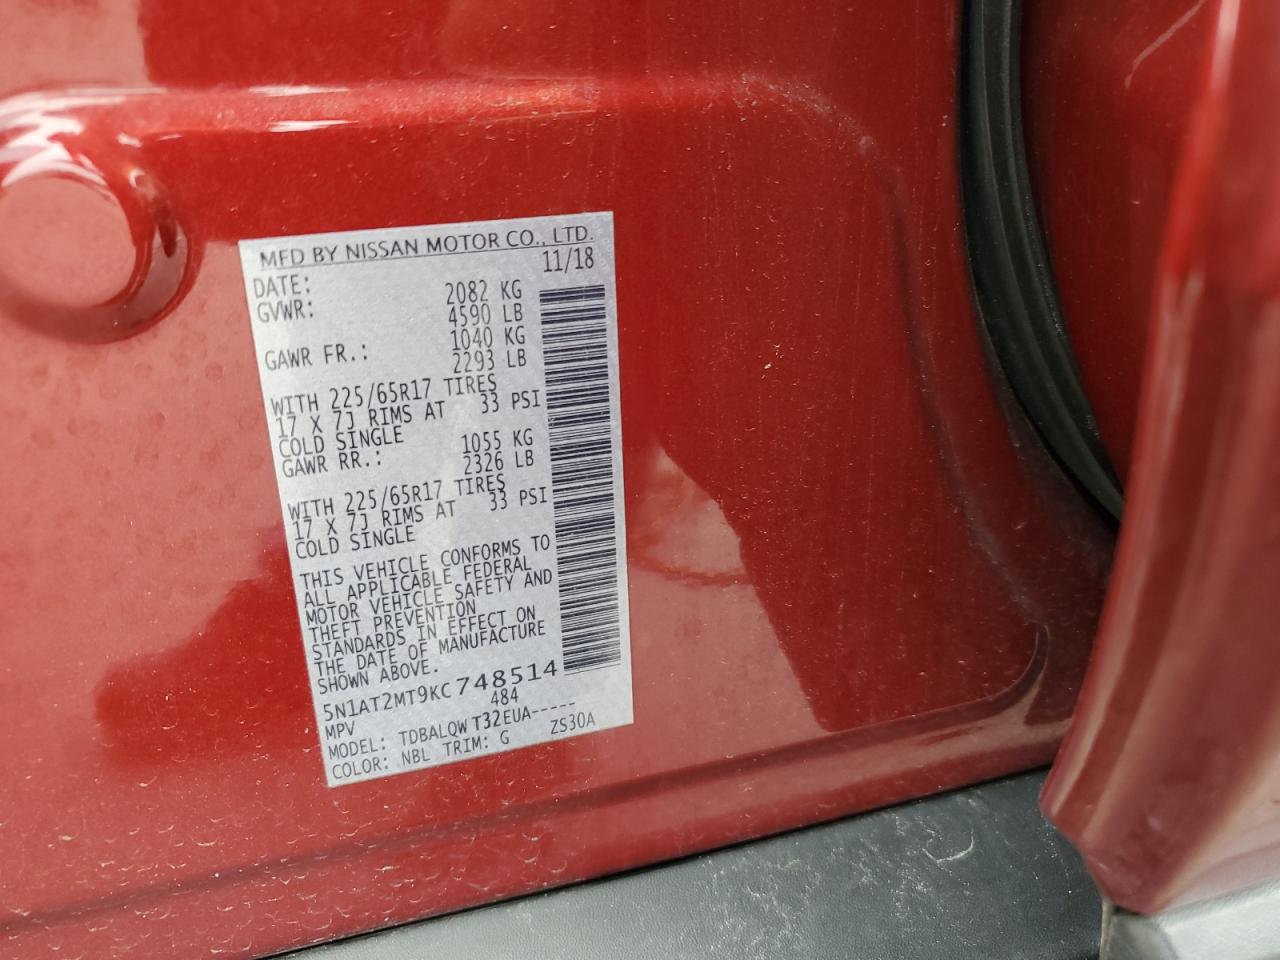 MFD BY NISSAN MOTOR CO., LTD.
DATE: 11/18
GVWR: 2082 KG
4590 LB
GAWR FR.: 1040 KG
2293 LB
WITH 225/65R17 TIRES
17 X 7J RIMS AT 33 PSI
COLD SINGLE
GAWR RR.: 1055 KG
2326 LB
WITH 225/65R17 TIRES
17 X 7J RIMS AT 33 PSI
COLD SINGLE
THIS VEHICLE CONFORMS TO
ALL APPLICABLE FEDERAL
MOTOR VEHICLE SAFETY AND
THEFT PREVENTION
STANDARDS IN EFFECT ON
THE DATE OF MANUFACTURE
SHOWN ABOVE.
5N1AT2MT9KC748514
MPV 484
MODEL: TDBALQWT32EUA-----
COLOR: NBL TRIM: G ZS30A